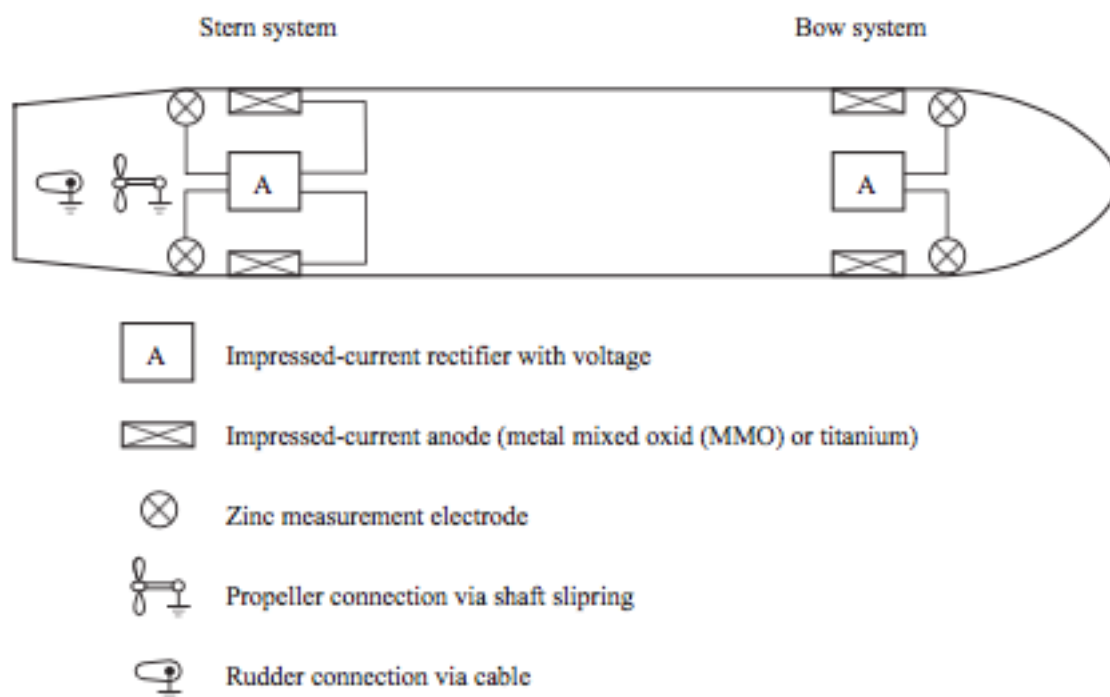 Stern system
Bow system
A
A
A
Impressed-current rectifier with voltage
Impressed-current anode (metal mixed oxid (MMO) or titanium)
Zinc measurement electrode
Propeller connection via shaft slipring
Rudder connection via cable